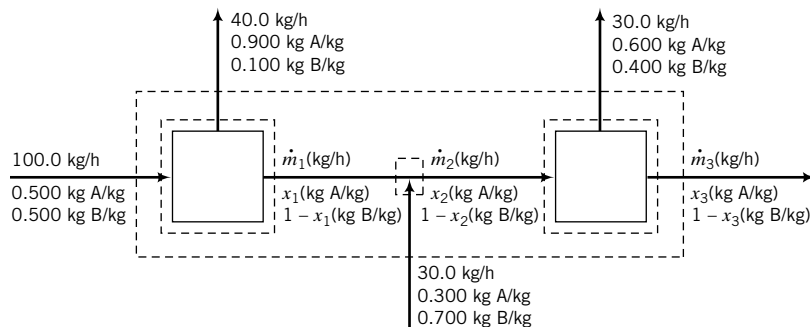 40.0 kg/h
0.900 kg A/kg
0.100 kg B/kg
30.0 kg/h
0.600 kg A/kg
0.400 kg B/kg
100.0 kg/h
0.500 kg A/kg
0.500 kg B/kg
ṁ1(kg/h)
x1(kg A/kg)
1 – x1(kg B/kg)
ṁ2(kg/h)
x2(kg A/kg)
1 – x2(kg B/kg)
ṁ3(kg/h)
x3(kg A/kg)
1 – x3(kg B/kg)
30.0 kg/h
0.300 kg A/kg
0.700 kg B/kg